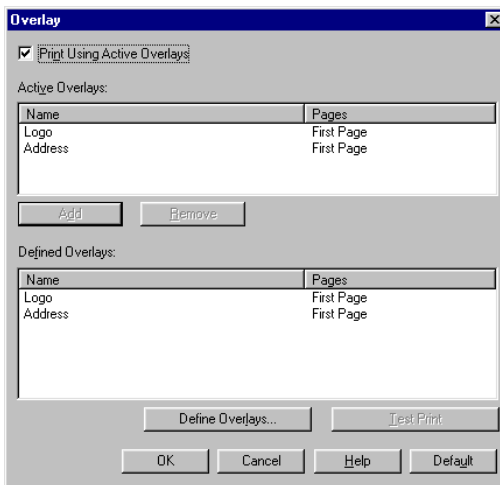 Overlay
Print Using Active Overlays
Active Overlays:
Name Pages
Logo First Page
Address First Page
Add Remove
Defined Overlays:
Name Pages
Logo First Page
Address First Page
Define Overlays... Test Print
OK Cancel Help Default